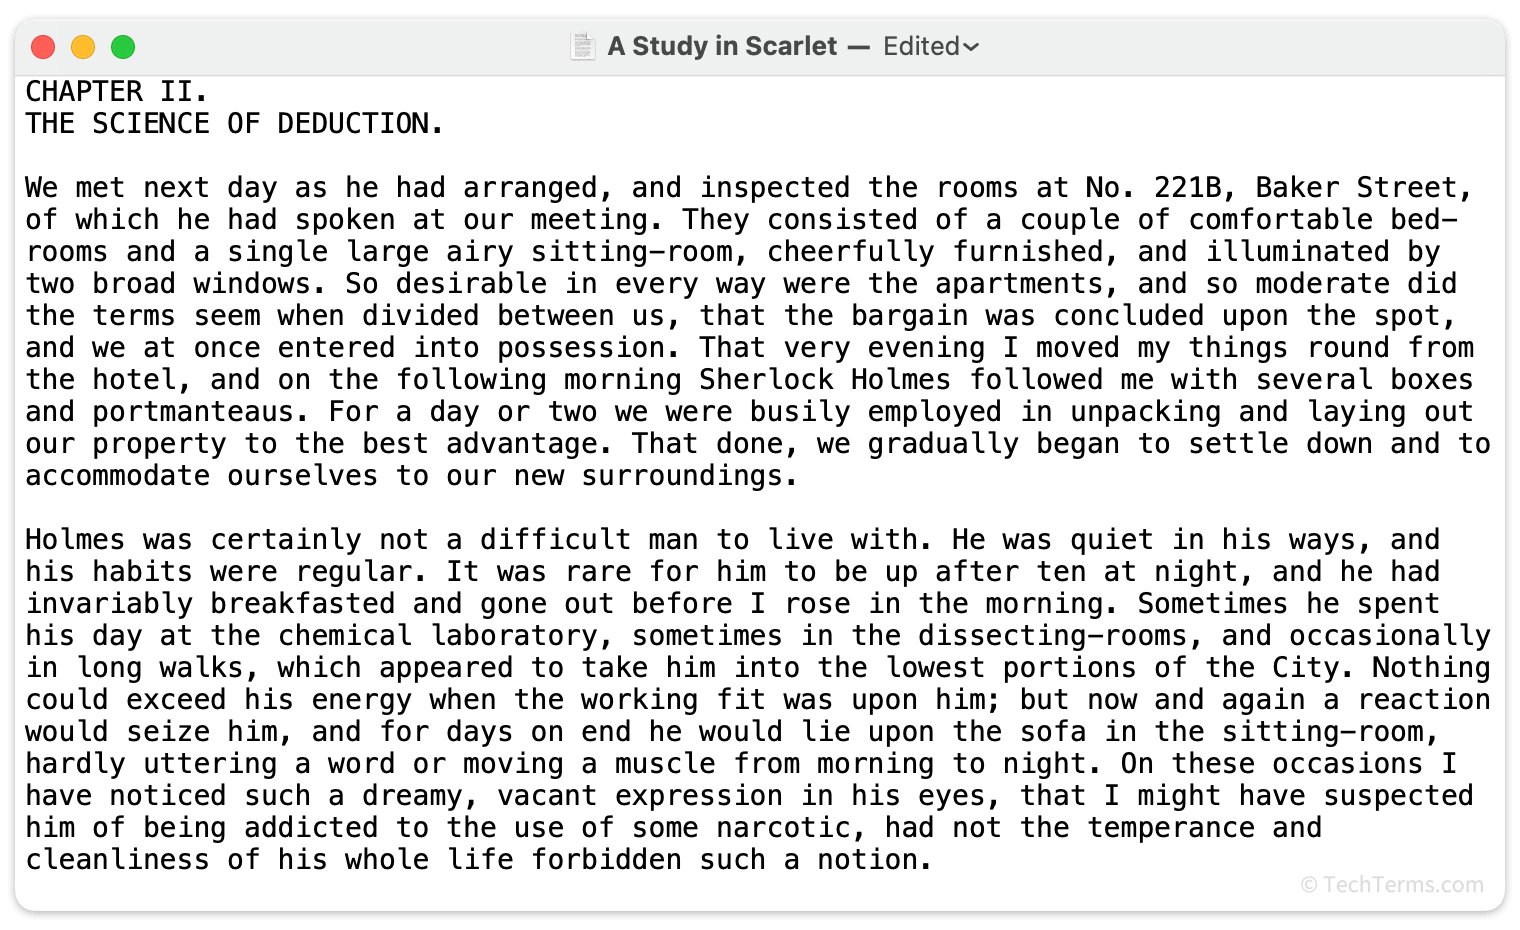 A Study in Scarlet — Edited
CHAPTER II.
THE SCIENCE OF DEDUCTION.
We met next day as he had arranged, and inspected the rooms at No. 221B, Baker Street,
of which he had spoken at our meeting. They consisted of a couple of comfortable bed-
rooms and a single large airy sitting-room, cheerfully furnished, and illuminated by
two broad windows. So desirable in every way were the apartments, and so moderate did
the terms seem when divided between us, that the bargain was concluded upon the spot,
and we at once entered into possession. That very evening I moved my things round from
the hotel, and on the following morning Sherlock Holmes followed me with several boxes
and portmanteaus. For a day or two we were busily employed in unpacking and laying out
our property to the best advantage. That done, we gradually began to settle down and to
accommodate ourselves to our new surroundings.
Holmes was certainly not a difficult man to live with. He was quiet in his ways, and
his habits were regular. It was rare for him to be up after ten at night, and he had
invariably breakfasted and gone out before I rose in the morning. Sometimes he spent
his day at the chemical laboratory, sometimes in the dissecting-rooms, and occasionally
in long walks, which appeared to take him into the lowest portions of the City. Nothing
could exceed his energy when the working fit was upon him; but now and again a reaction
would seize him, and for days on end he would lie upon the sofa in the sitting-room,
hardly uttering a word or moving a muscle from morning to night. On these occasions I
have noticed such a dreamy, vacant expression in his eyes, that I might have suspected
him of being addicted to the use of some narcotic, had not the temperance and
cleanliness of his whole life forbidden such a notion.
© TechTerms.com